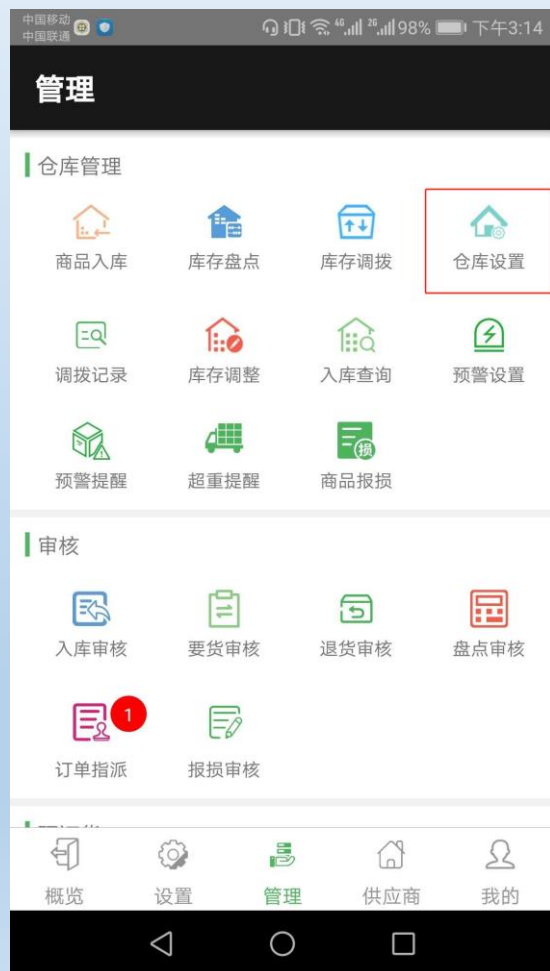 中国移动
中国联通
4G 2G 98% 下午3:14
管理
仓库管理
商品入库 库存盘点 库存调拨 仓库设置
调拨记录 库存调整 入库查询 预警设置
损
预警提醒 超重提醒 商品报损
审核
入库审核 要货审核 退货审核 盘点审核
1
订单指派 报损审核
概览 设置 管理 供应商 我的